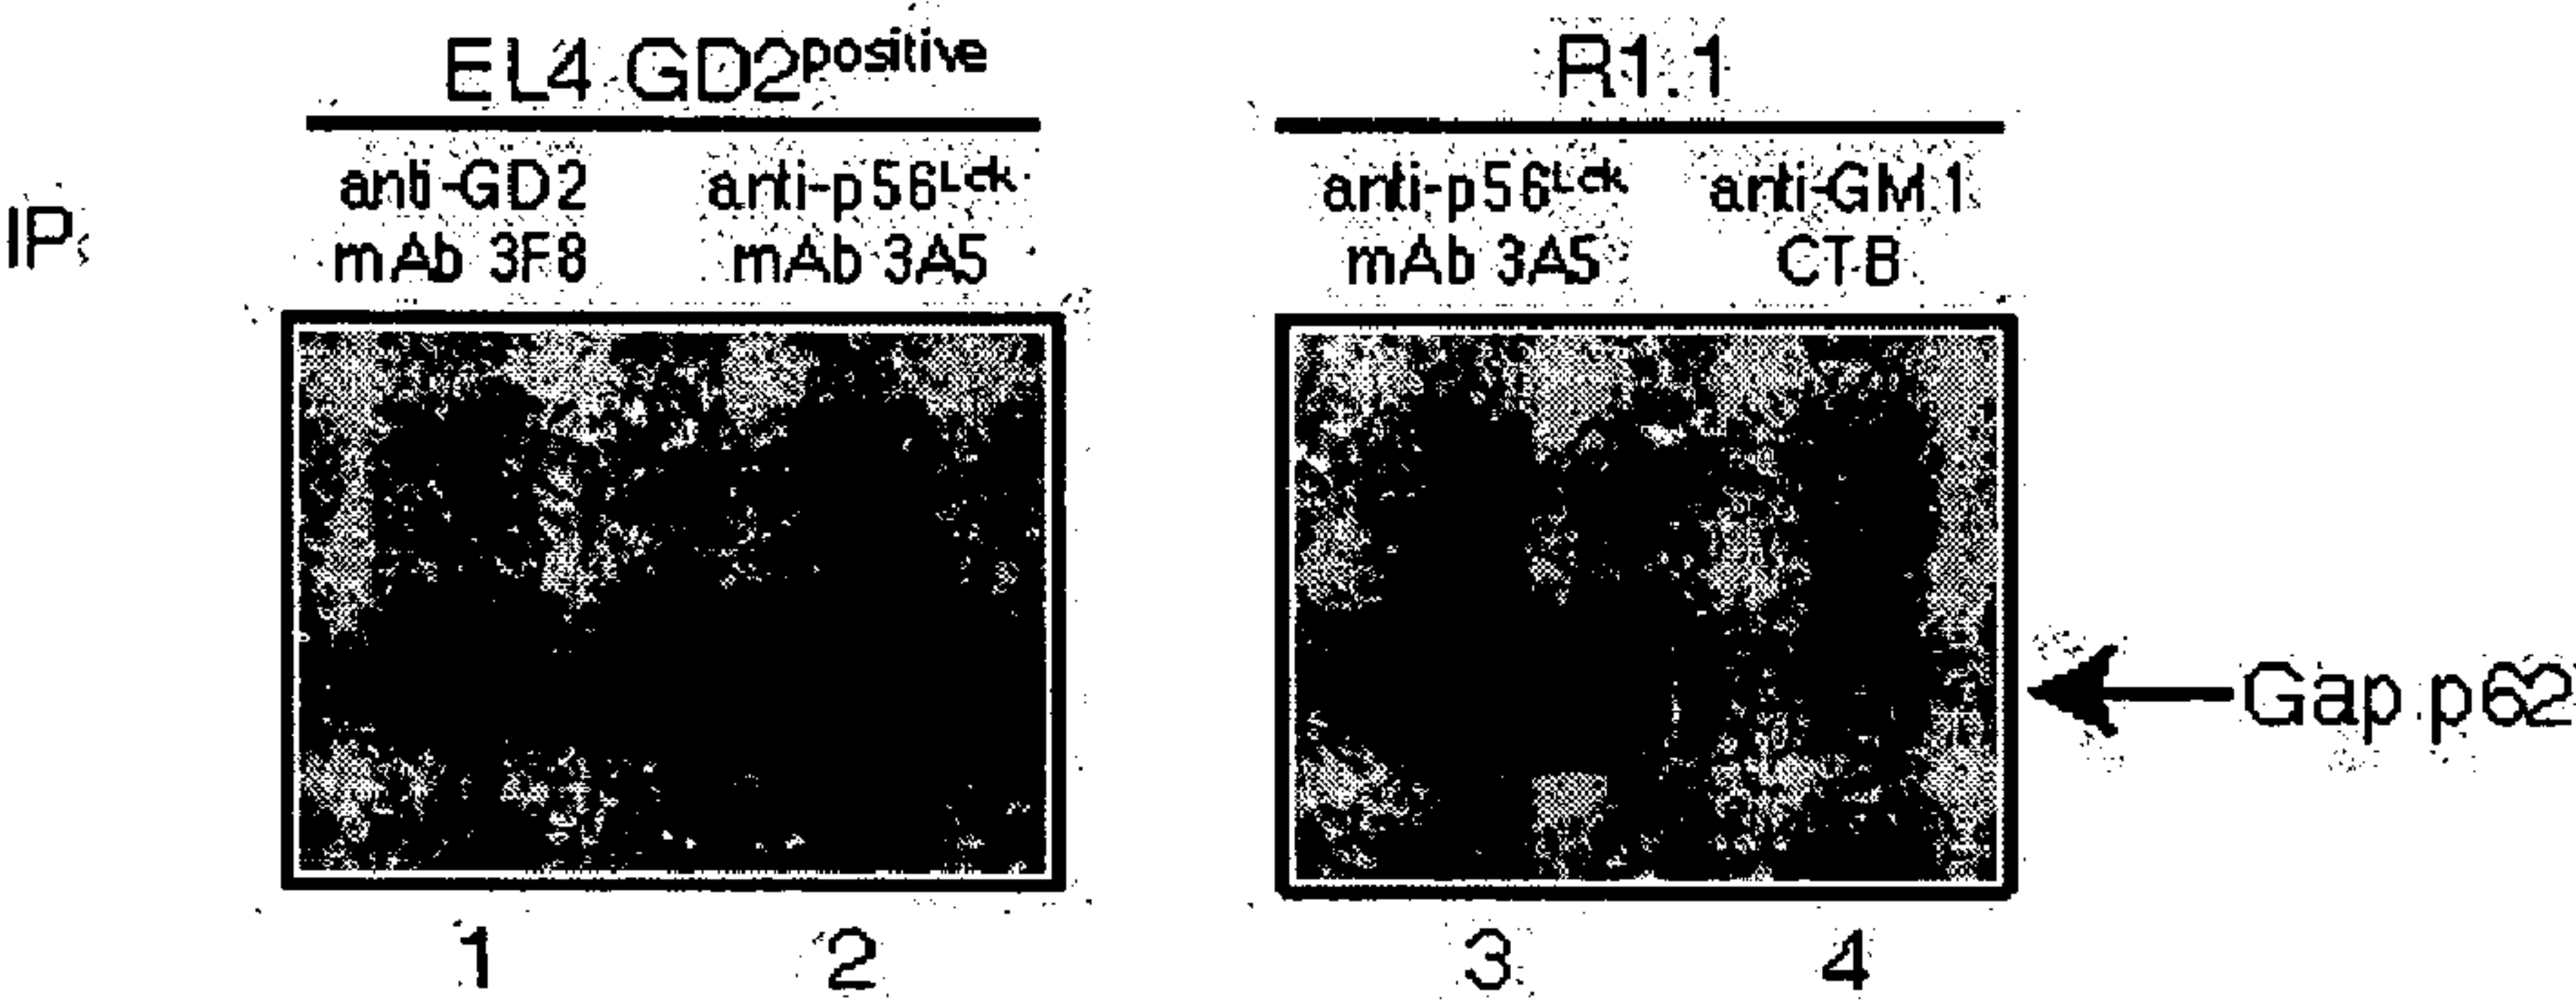 EL4 GD2positive R1.1
IP: anti-GD2 anti-p56Lck anti-p56Lck anti-GM1
mAb 3F8 mAb 3A5 mAb 3A5 CTB
Gap p62
1 2 3 4